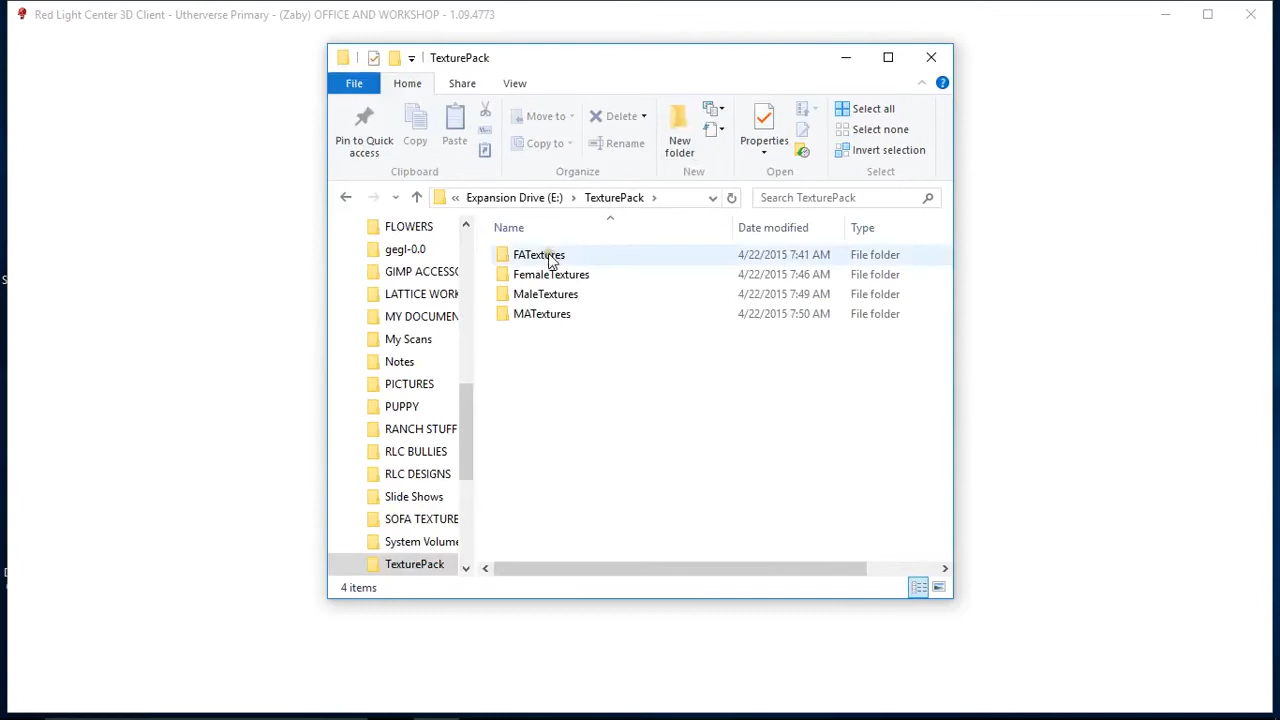 Red Light Center 3D Client - Utherverse Primary - (Zaby) OFFICE AND WORKSHOP - 1.09.4773
TexturePack
File Home Share View
Pin to Quick access
Copy
Paste
Move to
Copy to
Delete
Rename
New folder
Properties
Select all
Select none
Invert selection
Clipboard Organize New Open Select
« Expansion Drive (E:) > TexturePack > Search TexturePack
Name Date modified Type
FATextures 4/22/2015 7:41 AM File folder
FemaleTextures 4/22/2015 7:46 AM File folder
MaleTextures 4/22/2015 7:49 AM File folder
MATextures 4/22/2015 7:50 AM File folder
FLOWERS
gegl-0.0
GIMP ACCESSC
LATTICE WORK
MY DOCUMEN
My Scans
Notes
PICTURES
PUPPY
RANCH STUFF
RLC BULLIES
RLC DESIGNS
Slide Shows
SOFA TEXTURE
System Volume
TexturePack
4 items